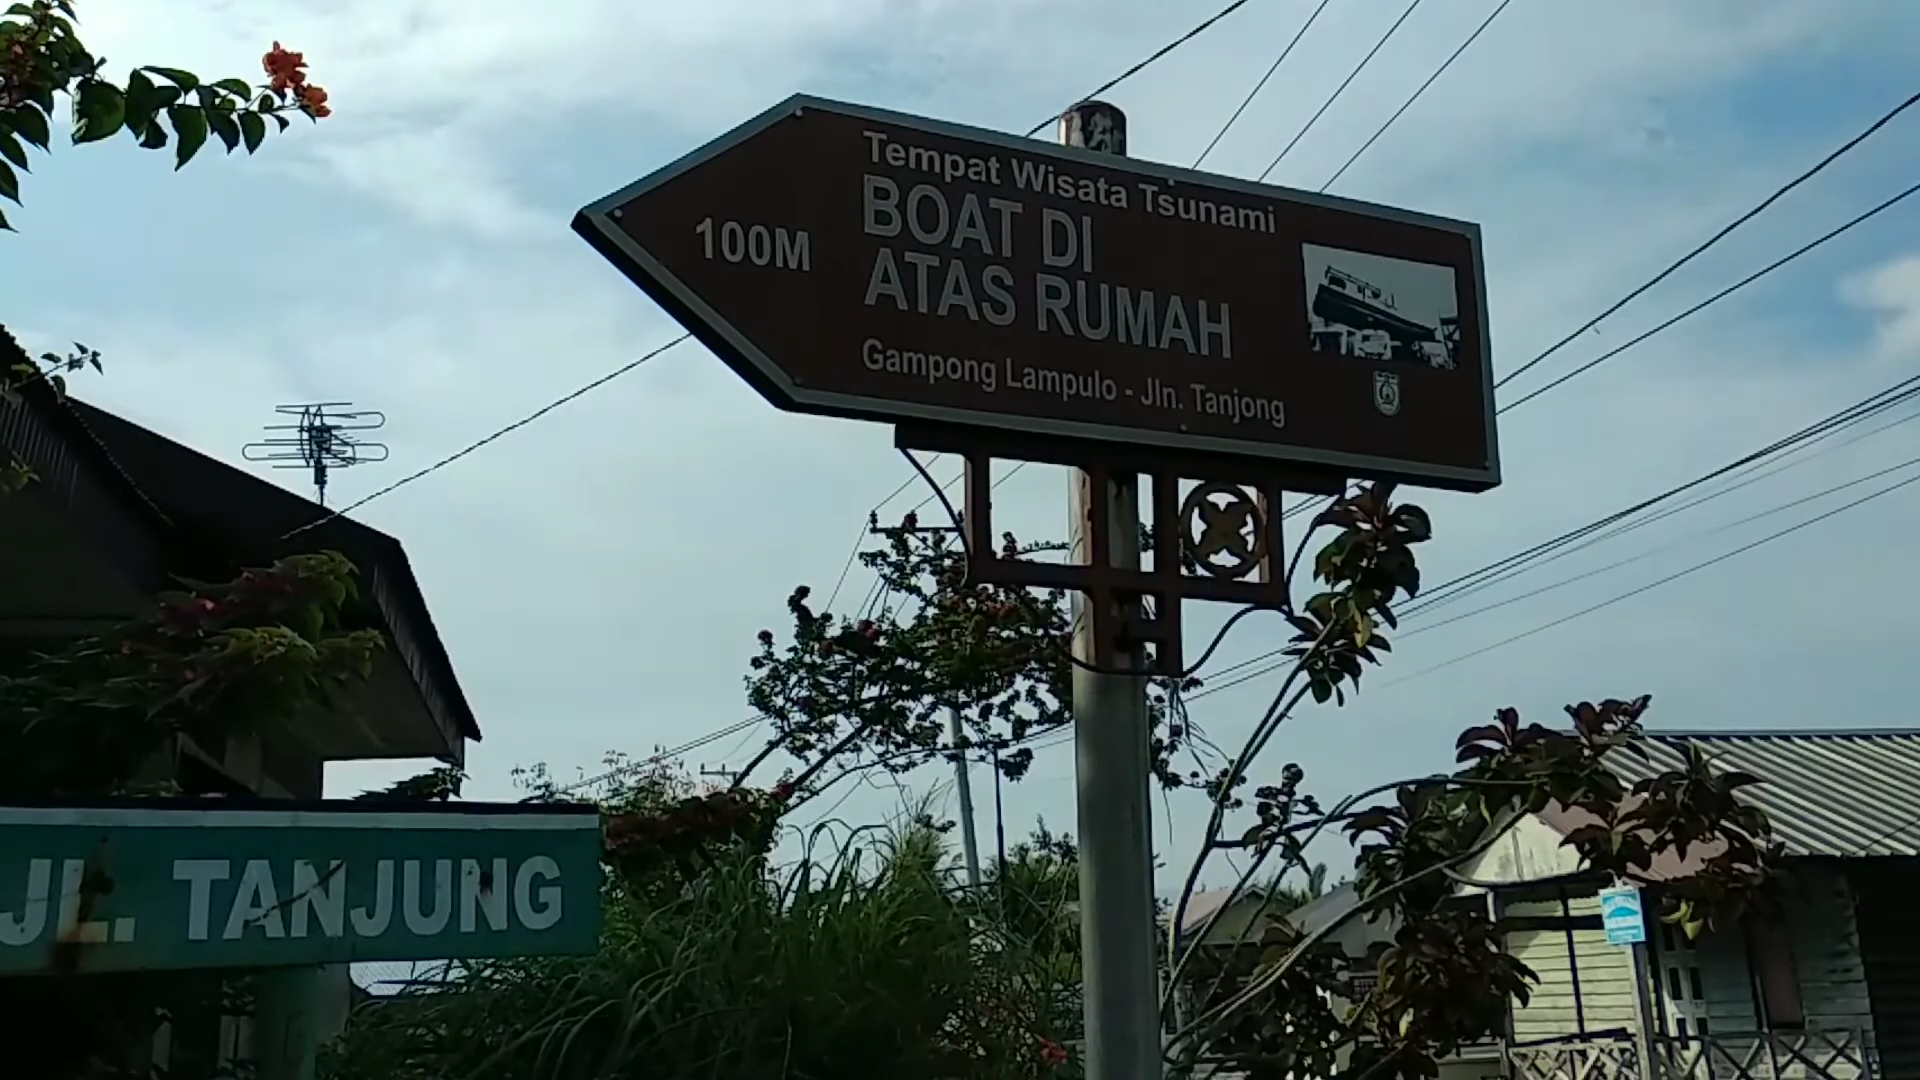 Tempat Wisata Tsunami
100M
BOAT DI
ATAS RUMAH
Gampong Lampulo - Jln. Tanjong
JL. TANJUNG